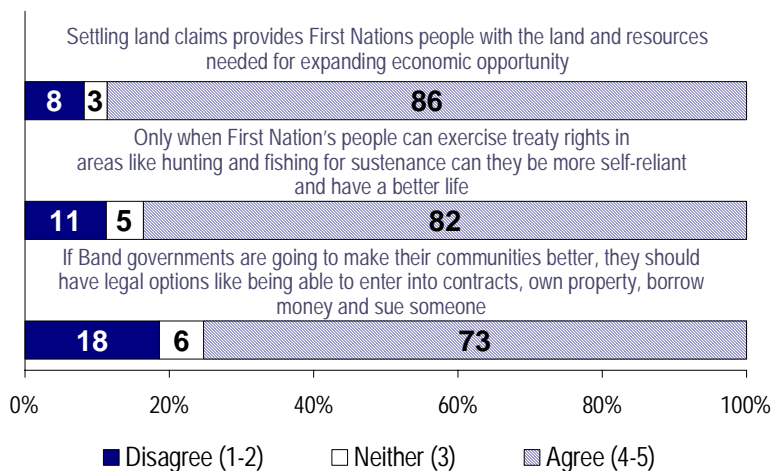 Settling land claims provides First Nations people with the land and resources
needed for expanding economic opportunity
8 3 86
Only when First Nation's people can exercise treaty rights in
areas like hunting and fishing for sustenance can they be more self-reliant
and have a better life
11 5 82
If Band governments are going to make their communities better, they should
have legal options like being able to enter into contracts, own property, borrow
money and sue someone
18 6 73
0% 20% 40% 60% 80% 100%
Disagree (1-2) Neither (3) Agree (4-5)